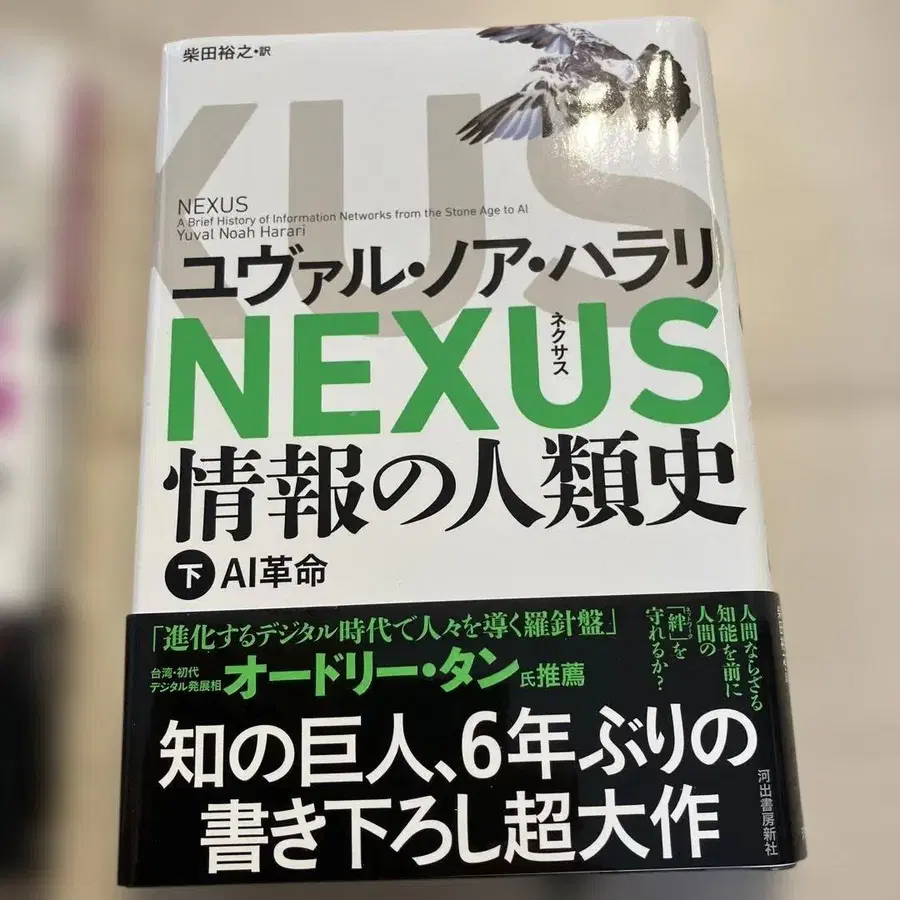 柴田裕之・訳
XUS
NEXUS
A Brief History of Information Networks from the Stone Age to AI
Yuval Noah Harari
ユヴァル・ノア・ハラリ
NEXUS
ネクサス
情報の人類史
下 AI革命
「進化するデジタル時代で人々を導く羅針盤」
台湾・初代
デジタル発展相
オードリー・タン氏推薦
人間ならざる
知能を前に
人間の
「絆」を
守れるか?
知の巨人、6年ぶりの
書き下ろし超大作
河出書房新社